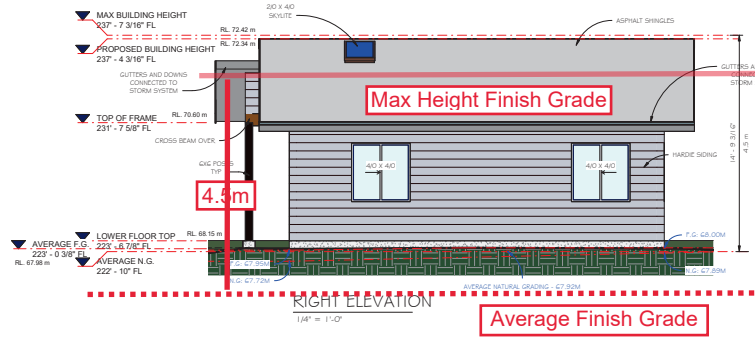 MAX BUILDING HEIGHT
237' - 7 3/16" FL
RL. 72.42 m
PROPOSED BUILDING HEIGHT
237' - 4 3/16" FL
RL. 72.34 m
2/0 X 4/0
SKYLITE
ASPHALT SHINGLES
GUTTERS AND DOWNS
CONNECTED TO
STORM SYSTEM
GUTTERS A
CONNEC
STORM
Max Height Finish Grade
TOP OF FRAME
231' - 7 5/8" FL
RL. 70.60 m
CROSS BEAM OVER
6X6 POSTS
TYP
4/0 X 4/0
4/0 X 4/0
HARDIE SIDING
14' - 9 3/16"
4.5 m
4.5m
LOWER FLOOR TOP
223' - 6 7/8" FL
RL. 68.15 m
AVERAGE F.G.
223' - 0 3/8" FL
RL. 67.98 m
AVERAGE N.G.
222' - 10" FL
F.G: 67.95M
N.G: 67.72M
F.G: 68.00M
N.G: 67.89M
AVERAGE NATURAL GRADING - 67.92M
RIGHT ELEVATION
1/4" = 1'-0"
Average Finish Grade